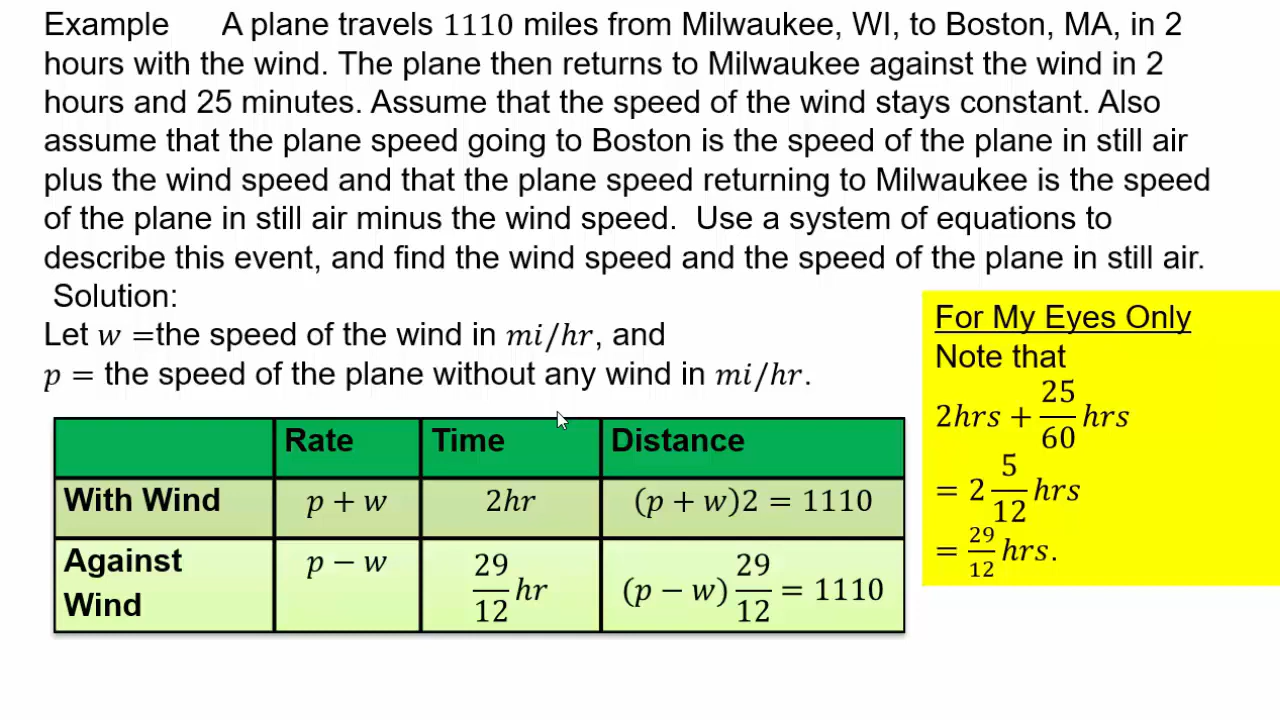 Example A plane travels 1110 miles from Milwaukee, WI, to Boston, MA, in 2
hours with the wind. The plane then returns to Milwaukee against the wind in 2
hours and 25 minutes. Assume that the speed of the wind stays constant. Also
assume that the plane speed going to Boston is the speed of the plane in still air
plus the wind speed and that the plane speed returning to Milwaukee is the speed
of the plane in still air minus the wind speed. Use a system of equations to
describe this event, and find the wind speed and the speed of the plane in still air.
Solution:
Let w =the speed of the wind in mi/hr, and
p = the speed of the plane without any wind in mi/hr.
For My Eyes Only
Note that
2hrs + 25/60 hrs
= 2 5/12 hrs
= 29/12 hrs.
Rate Time Distance
With Wind p + w 2hr (p + w)2 = 1110
Against Wind p − w 29/12 hr (p − w) 29/12 = 1110